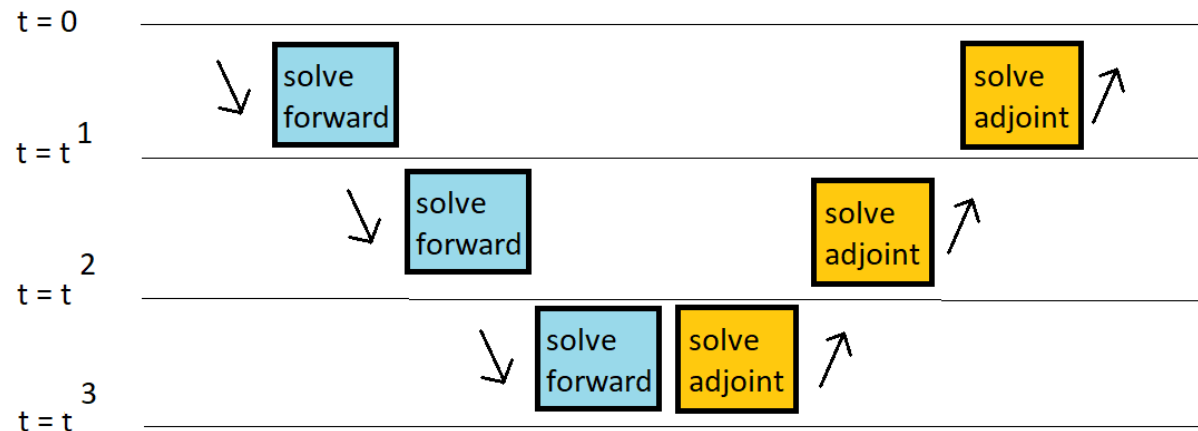 t = 0
solve
forward
solve
adjoint
t = t 1
solve
forward
solve
adjoint
t = t 2
solve
forward
solve
adjoint
t = t 3